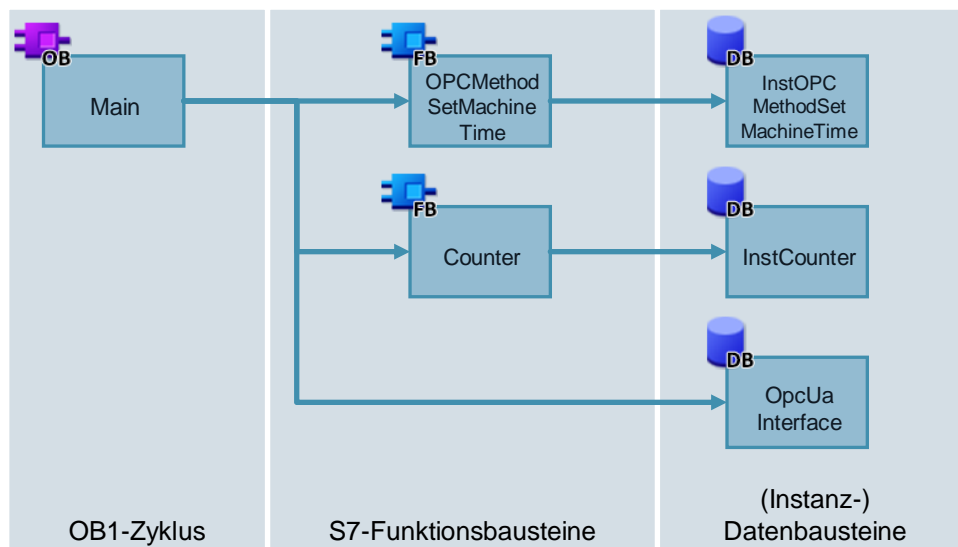 OB
Main
FB
OPCMethod
SetMachine
Time
DB
InstOPC
MethodSet
MachineTime
FB
Counter
DB
InstCounter
DB
OpcUa
Interface
OB1-Zyklus
S7-Funktionsbausteine
(Instanz-)
Datenbausteine